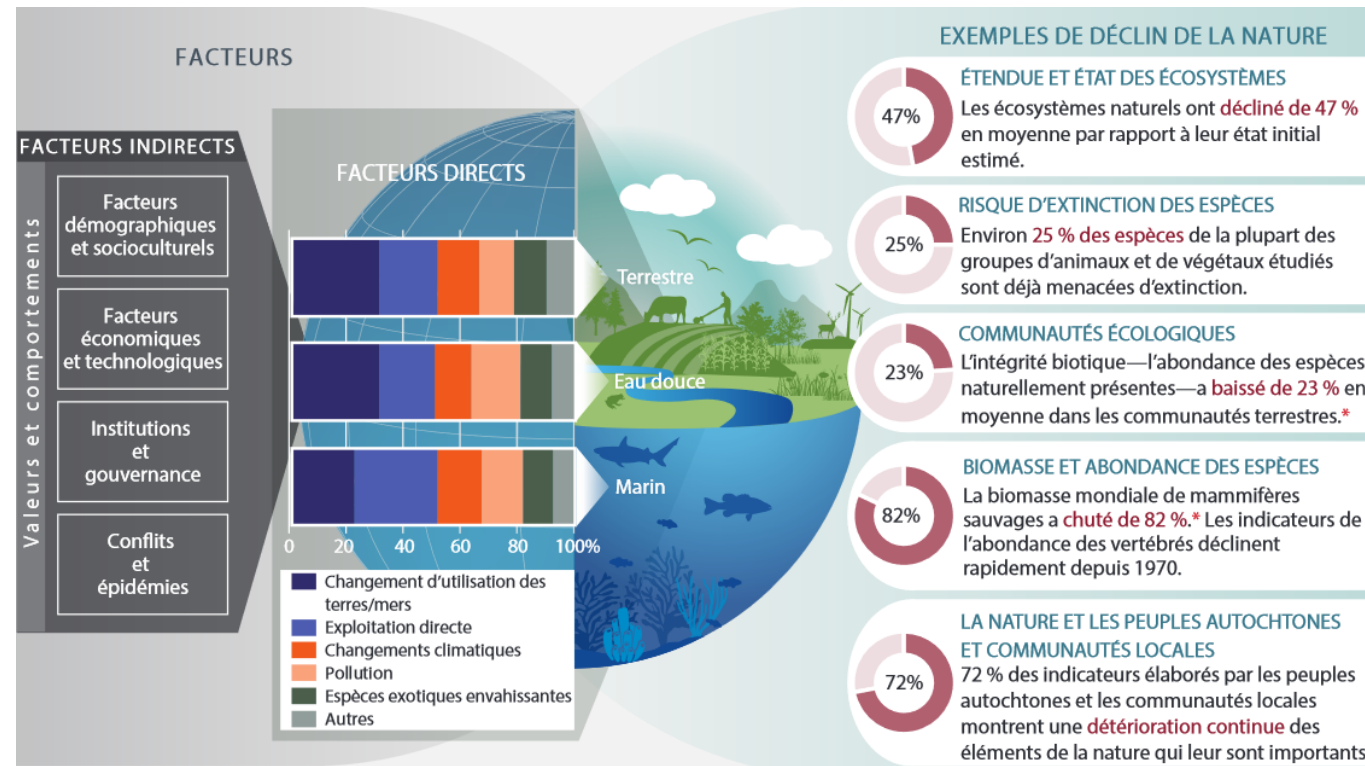 FACTEURS
FACTEURS INDIRECTS
Valeurs et comportements
Facteurs
démographiques
et socioculturels
Facteurs
économiques
et technologiques
Institutions
et
gouvernance
Conflits
et
épidémies
FACTEURS DIRECTS
Terrestre
Eau douce
Marin
0 20 40 60 80 100%
Changement d'utilisation des
terres/mers
Exploitation directe
Changements climatiques
Pollution
Espèces exotiques envahissantes
Autres
EXEMPLES DE DÉCLIN DE LA NATURE
47%
ÉTENDUE ET ÉTAT DES ÉCOSYSTÈMES
Les écosystèmes naturels ont décliné de 47 %
en moyenne par rapport à leur état initial
estimé.
25%
RISQUE D'EXTINCTION DES ESPÈCES
Environ 25 % des espèces de la plupart des
groupes d'animaux et de végétaux étudiés
sont déjà menacées d'extinction.
23%
COMMUNAUTÉS ÉCOLOGIQUES
L'intégrité biotique—l'abondance des espèces
naturellement présentes—a baissé de 23 % en
moyenne dans les communautés terrestres.*
82%
BIOMASSE ET ABONDANCE DES ESPÈCES
La biomasse mondiale de mammifères
sauvages a chuté de 82 %.* Les indicateurs de
l'abondance des vertébrés déclinent
rapidement depuis 1970.
72%
LA NATURE ET LES PEUPLES AUTOCHTONES
ET COMMUNAUTÉS LOCALES
72 % des indicateurs élaborés par les peuples
autochtones et les communautés locales
montrent une détérioration continue des
éléments de la nature qui leur sont importants